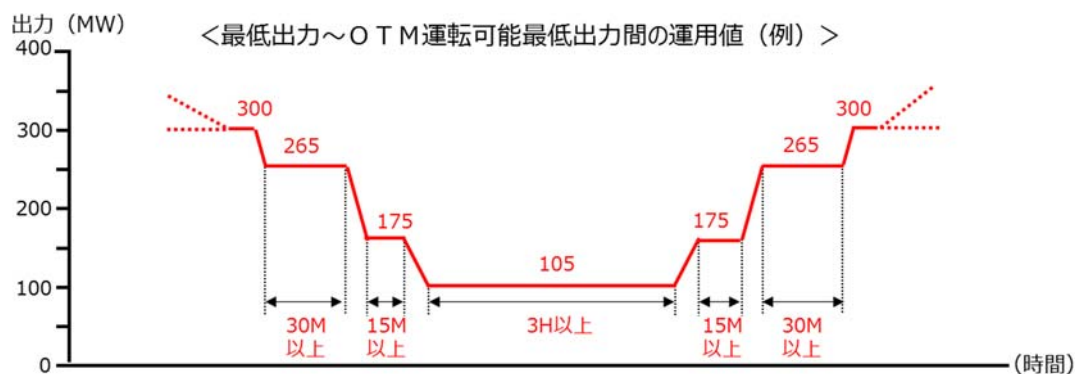 出力（MW）
＜最低出力～ＯＴＭ運転可能最低出力間の運用値（例）＞
400
300
300
300
265
265
200
175
175
105
100
30M
以上
15M
以上
3H以上
15M
以上
30M
以上
0
(時間)